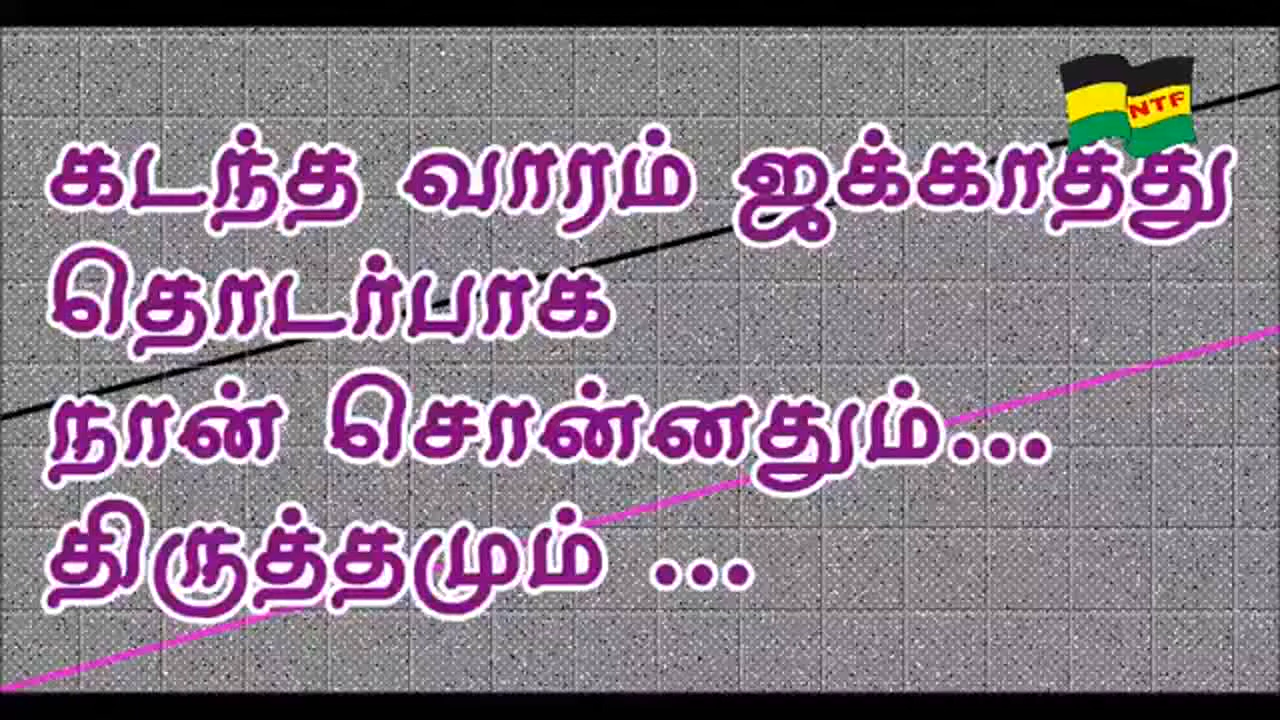 NTF
கடந்த வாரம் ஜக்காத்து
தொடர்பாக
நான் சொன்னதும்...
திருத்தமும் ...